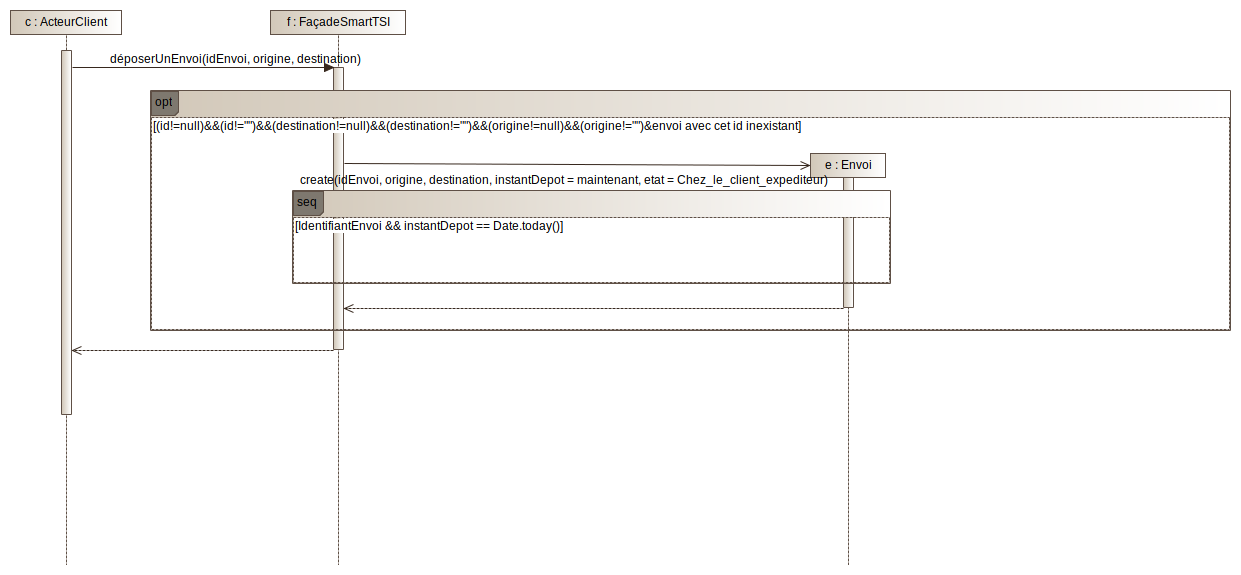 c : ActeurClient
f : FaçadeSmartTSI
déposerUnEnvoi(idEnvoi, origine, destination)
opt
[(id!=null)&&(id!="")&&(destination!=null)&&(destination!="")&&(origine!=null)&&(origine!="")&envoi avec cet id inexistant]
e : Envoi
create(idEnvoi, origine, destination, instantDepot = maintenant, etat = Chez_le_client_expediteur)
seq
[IdentifiantEnvoi && instantDepot == Date.today()]